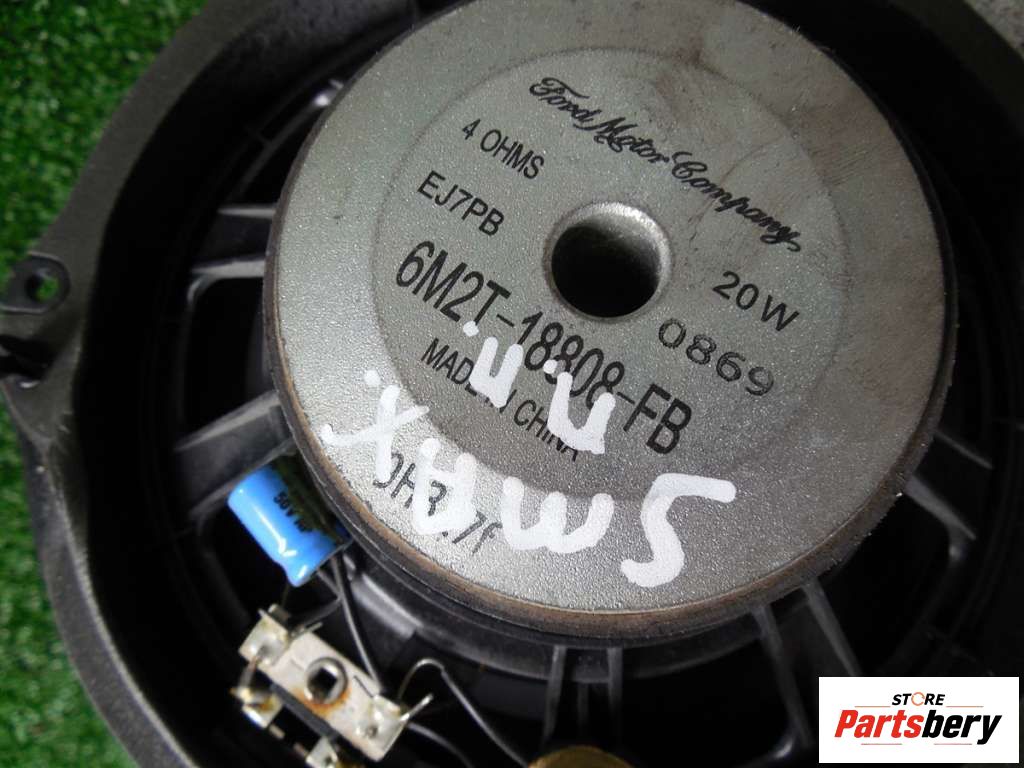 Ford Motor Company
4 OHMS
20W
EJ7PB
0869
6M2T-18808-FB
MADE IN CHINA
S MAX
STORE
Partsbery